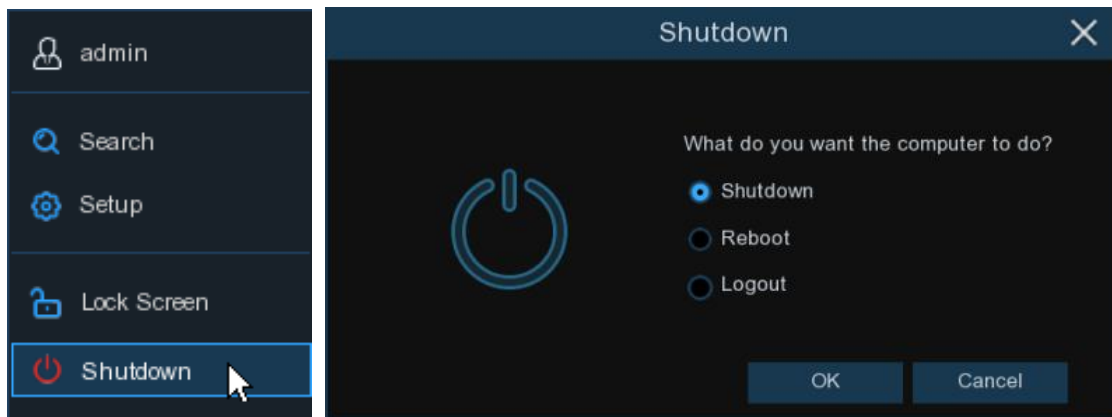 admin
Search
Setup
Lock Screen
Shutdown
Shutdown
What do you want the computer to do?
Shutdown
Reboot
Logout
OK
Cancel